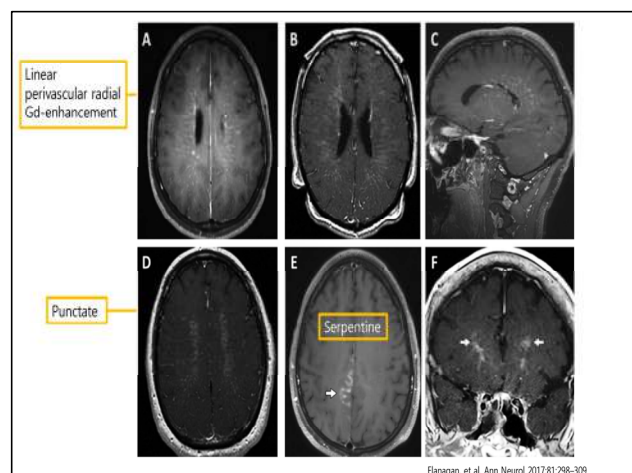 A
B
C
Linear
perivascular radial
Gd-enhancement
D
E
F
Punctate
Serpentine
Flanagan, et al. Ann Neurol 2017;81:298–309